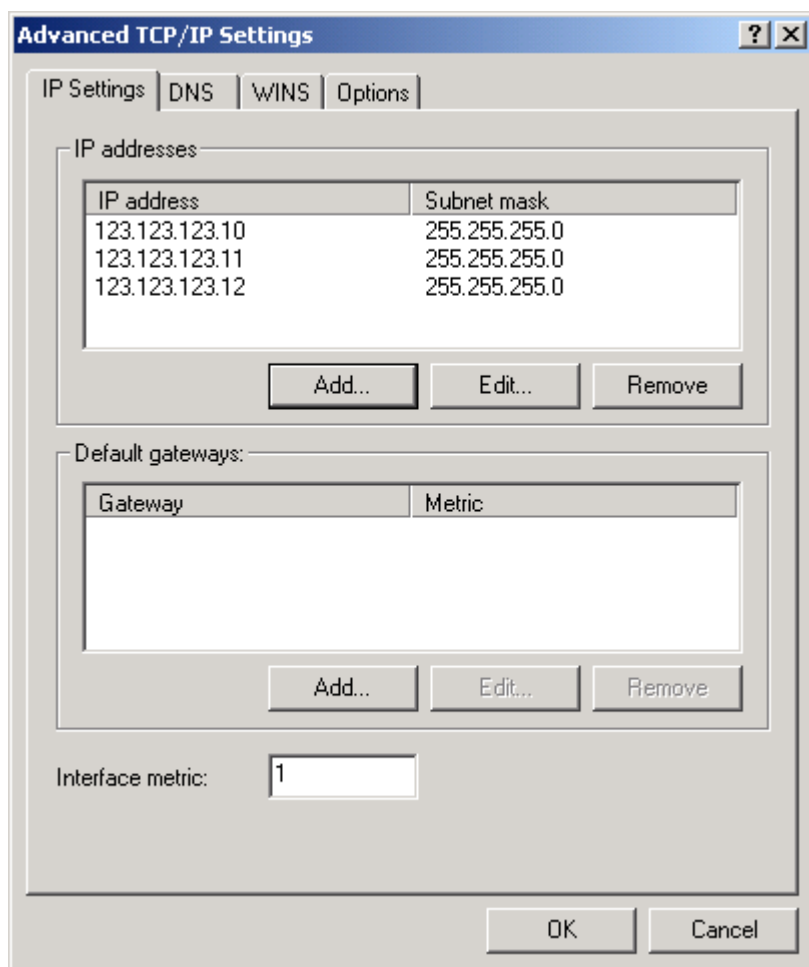 Advanced TCP/IP Settings
IP Settings DNS WINS Options
IP addresses
IP address Subnet mask
123.123.123.10 255.255.255.0
123.123.123.11 255.255.255.0
123.123.123.12 255.255.255.0
Add... Edit... Remove
Default gateways:
Gateway Metric
Add... Edit... Remove
Interface metric: 1
OK Cancel